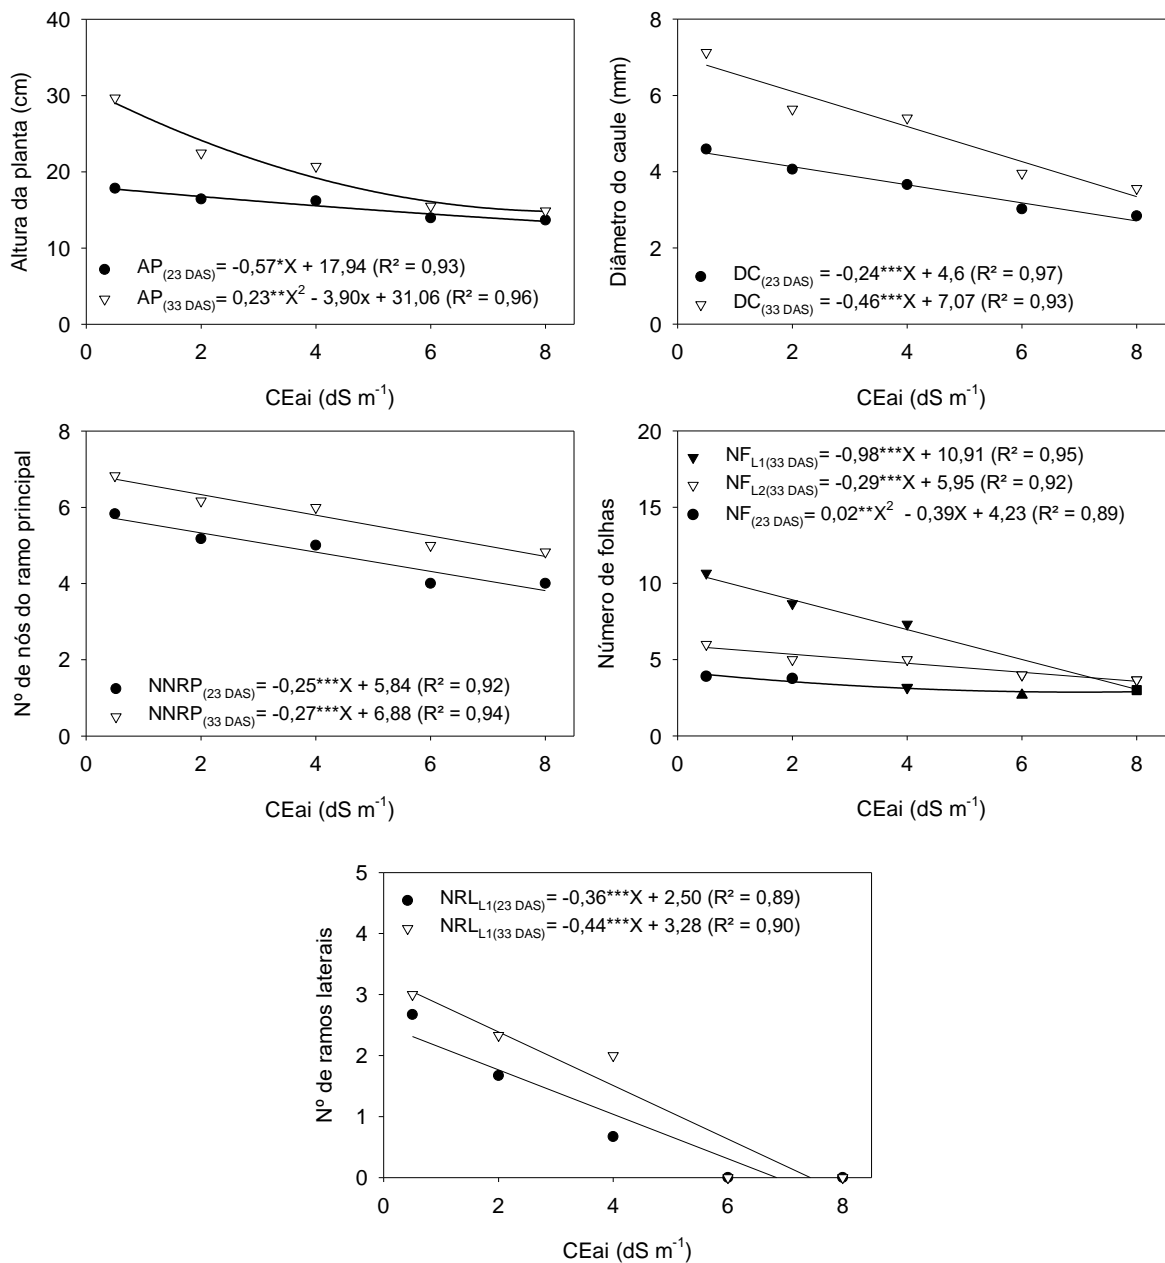 Altura da planta (cm)
40
30
20
10
0
AP(23 DAS)= -0,57*X + 17,94 (R² = 0,93)
AP(33 DAS)= 0,23**X² - 3,90x + 31,06 (R² = 0,96)
0 2 4 6 8
CEai (dS m⁻¹)
Diâmetro do caule (mm)
8
6
4
2
0
DC(23 DAS) = -0,24***X + 4,6 (R² = 0,97)
DC(33 DAS) = -0,46***X + 7,07 (R² = 0,93)
0 2 4 6 8
CEai (dS m⁻¹)
Nº de nós do ramo principal
8
6
4
2
0
NNRP(23 DAS)= -0,25***X + 5,84 (R² = 0,92)
NNRP(33 DAS)= -0,27***X + 6,88 (R² = 0,94)
0 2 4 6 8
CEai (dS m⁻¹)
Número de folhas
20
15
10
5
0
NFL1(33 DAS)= -0,98***X + 10,91 (R² = 0,95)
NFL2(33 DAS)= -0,29***X + 5,95 (R² = 0,92)
NF(23 DAS)= 0,02**X² - 0,39X + 4,23 (R² = 0,89)
0 2 4 6 8
CEai (dS m⁻¹)
Nº de ramos laterais
5
4
3
2
1
0
NRLL1(23 DAS)= -0,36***X + 2,50 (R² = 0,89)
NRLL1(33 DAS)= -0,44***X + 3,28 (R² = 0,90)
0 2 4 6 8
CEai (dS m⁻¹)